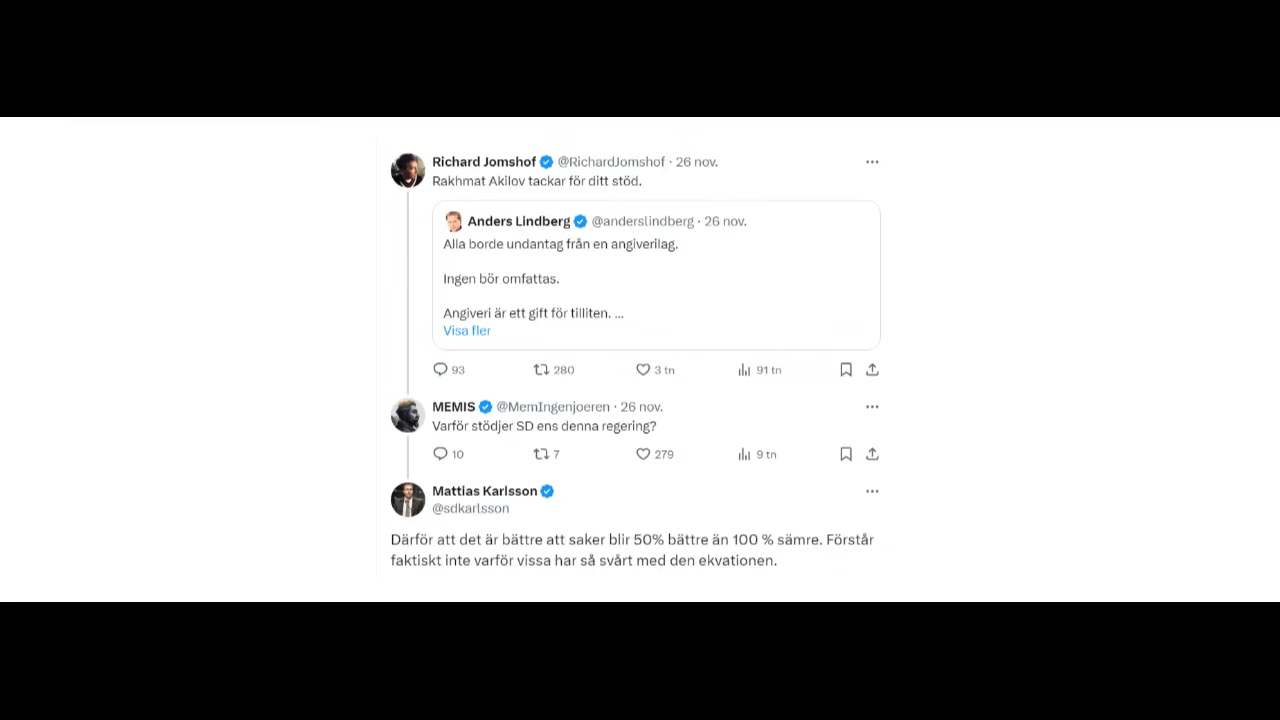 Richard Jomshof @RichardJomshof · 26 nov.
Rakhmat Akilov tackar för ditt stöd.
Anders Lindberg @anderslindberg · 26 nov.
Alla borde undantag från en angiverilag.
Ingen bör omfattas.
Angiveri är ett gift för tilliten. ...
Visa fler
93 280 3 tn 91 tn
MEMIS @MemIngenjoeren · 26 nov.
Varför stödjer SD ens denna regering?
10 7 279 9 tn
Mattias Karlsson
@sdkarlsson
Därför att det är bättre att saker blir 50% bättre än 100 % sämre. Förstår
faktiskt inte varför vissa har så svårt med den ekvationen.